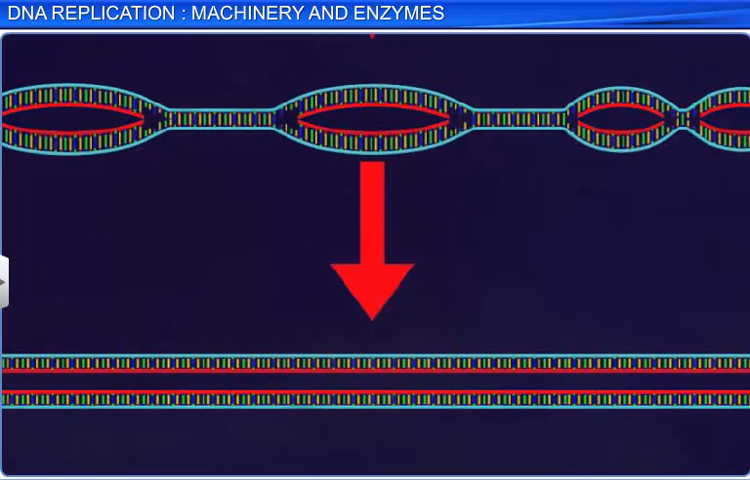 DNA REPLICATION : MACHINERY AND ENZYMES